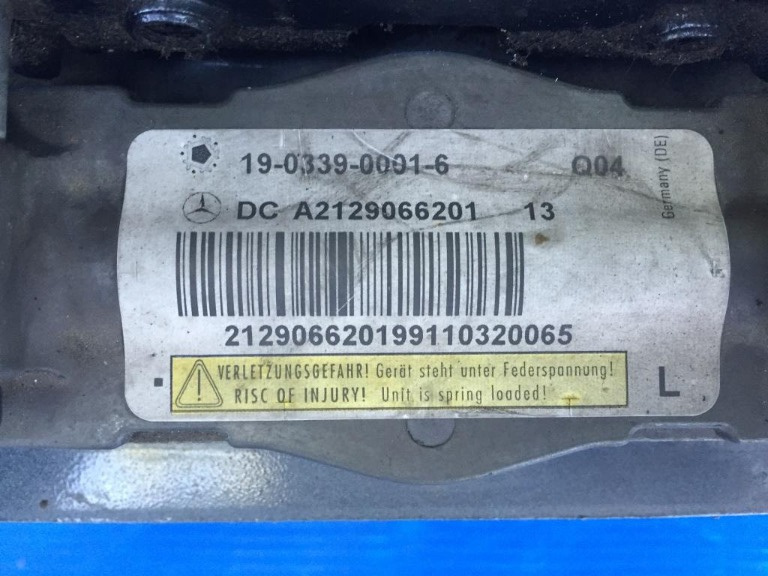 19-0339-0001-6 Q04
Germany (DE)
DC A2129066201 13
212906620199110320065
VERLETZUNGSGEFAHR! Gerät steht unter Federspannung!
RISC OF INJURY! Unit is spring loaded!
L